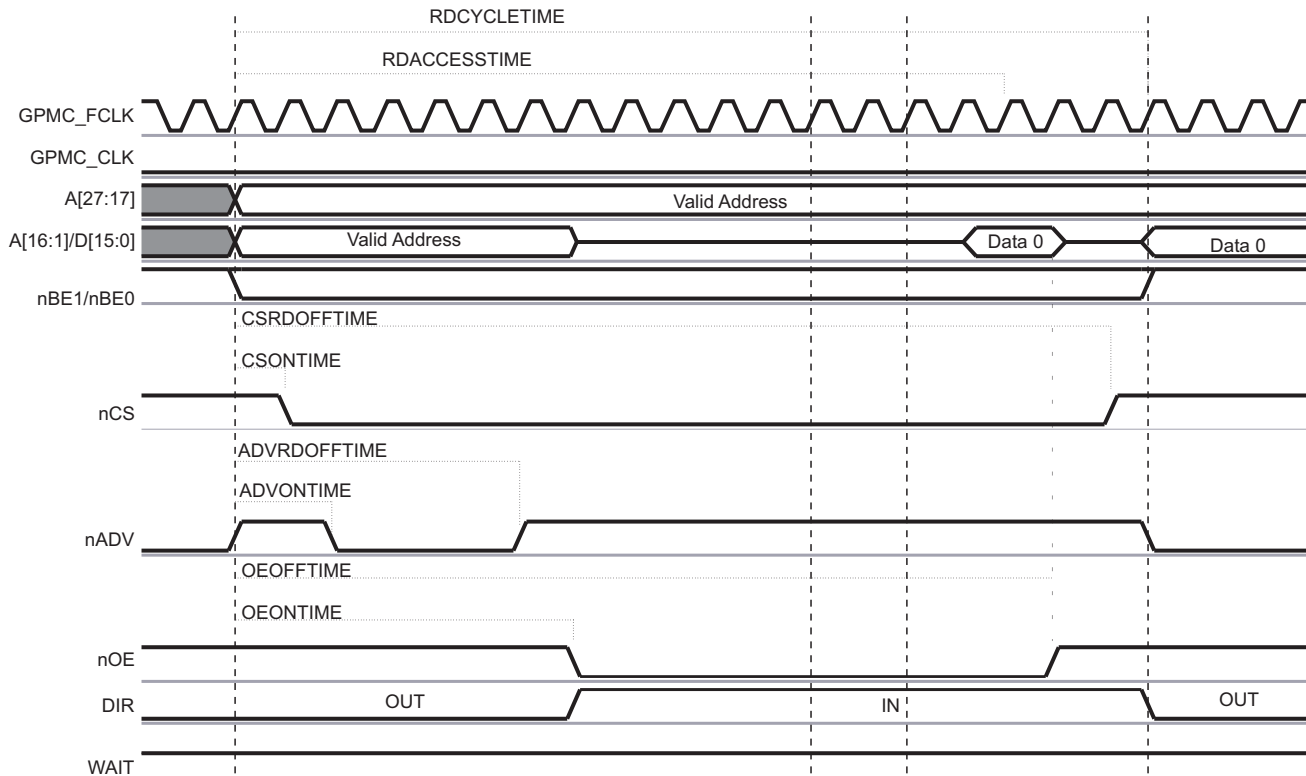 RDCYCLETIME
RDACCESSTIME
GPMC_FCLK
GPMC_CLK
A[27:17]
Valid Address
A[16:1]/D[15:0]
Valid Address
Data 0
Data 0
nBE1/nBE0
CSRDOFFTIME
CSONTIME
nCS
ADVRDOFFTIME
ADVONTIME
nADV
OEOFFTIME
OEONTIME
nOE
DIR
OUT
IN
OUT
WAIT